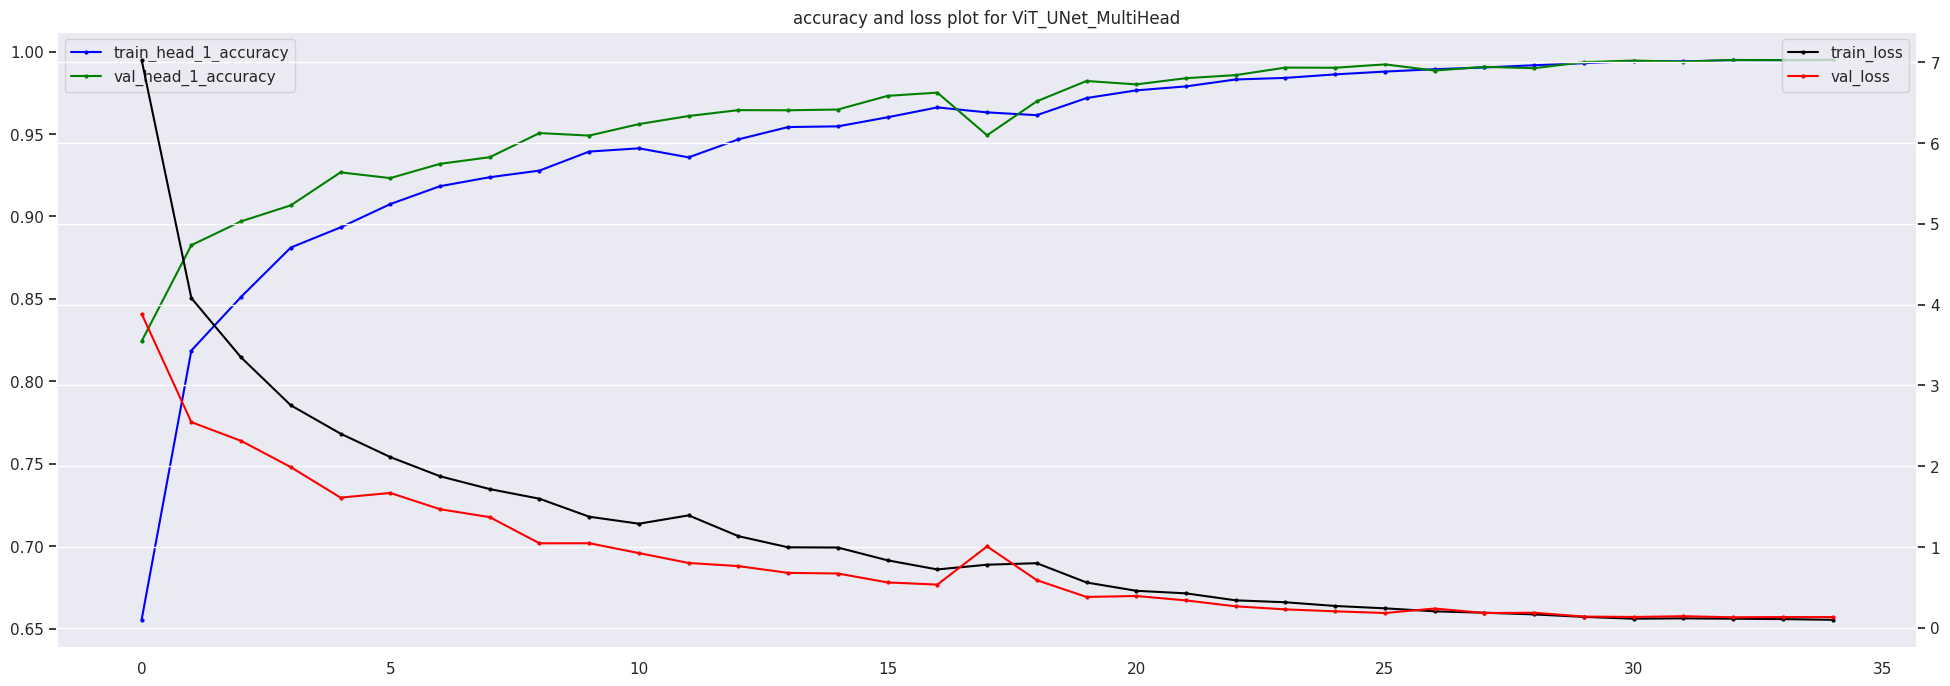 accuracy and loss plot for ViT_UNet_MultiHead
train_head_1_accuracy
val_head_1_accuracy
train_loss
val_loss
1.00
0.95
0.90
0.85
0.80
0.75
0.70
0.65
7
6
5
4
3
2
1
0
0 5 10 15 20 25 30 35